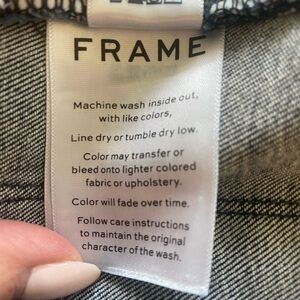 FRAME
Machine wash inside out,
with like colors,
Line dry or tumble dry low.
Color may transfer or
bleed onto lighter colored
fabric or upholstery.
Color will fade over time.
Follow care instructions
to maintain the original
character of the wash.